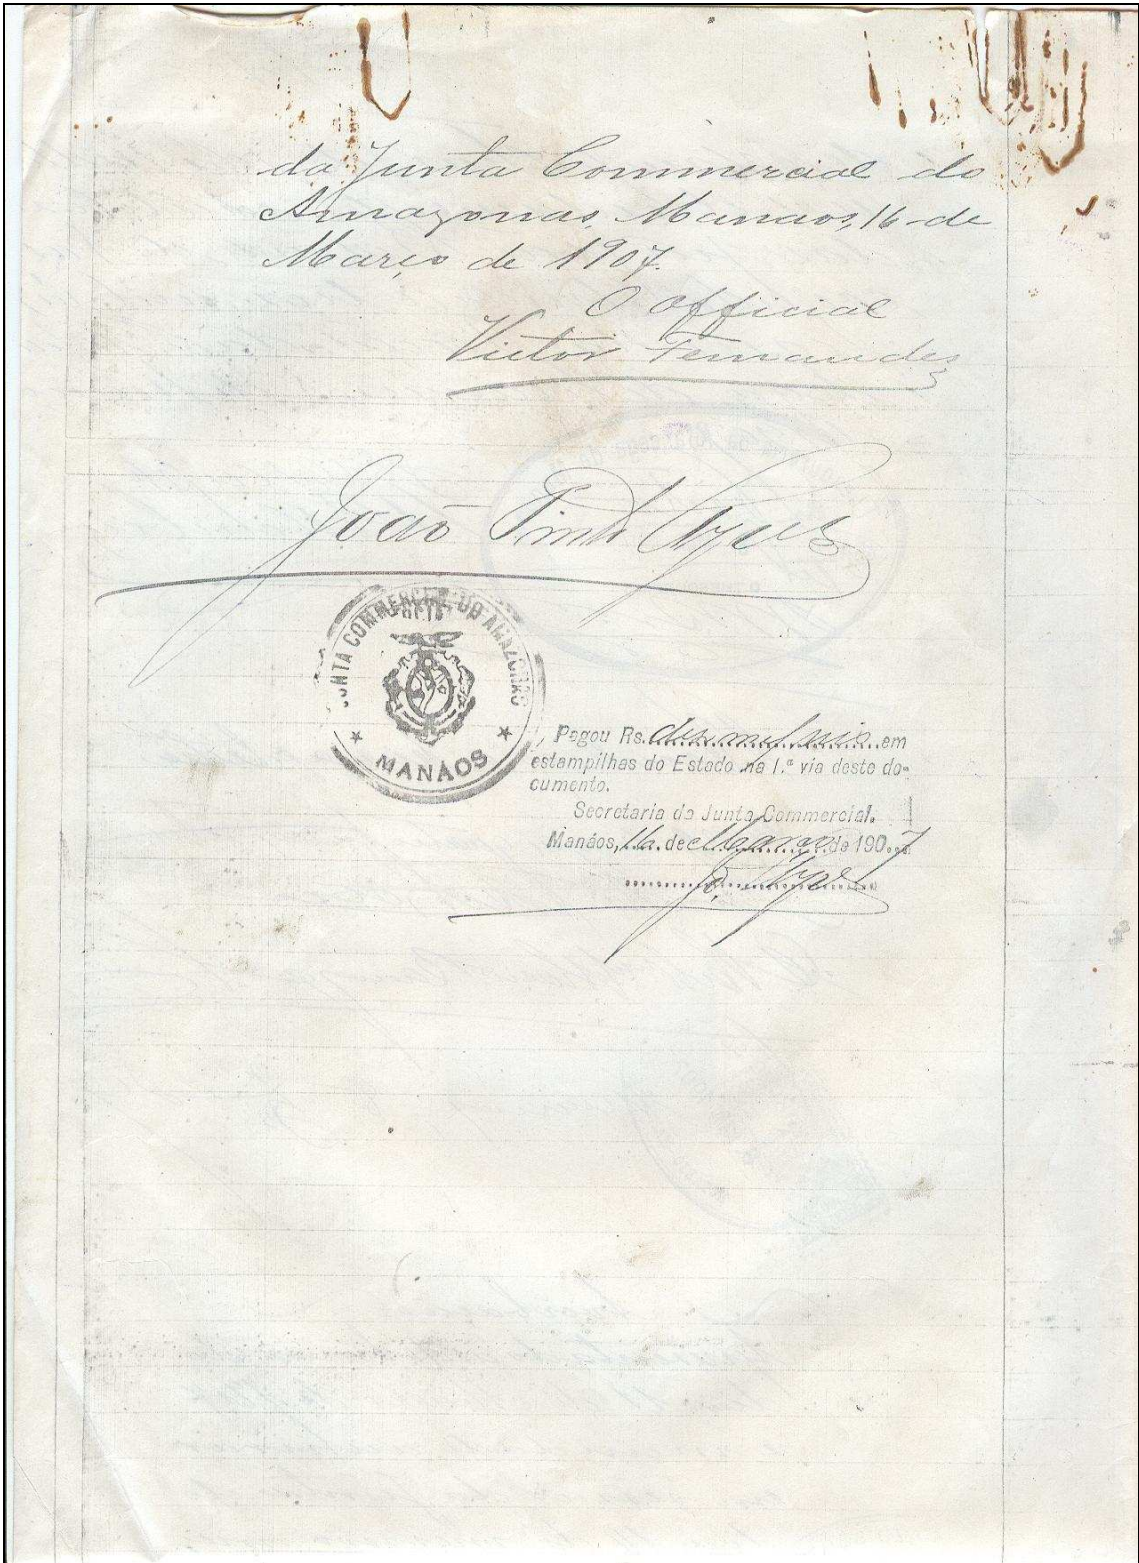 da Junta Commercial do
Amazonas, Manaos, 16 de
Março de 1907.
O official
Victor Fernandes
João
JUNTA COMMERCIAL DO AMAZONAS
MANÁOS
Pagou Rs. dez mil reis em
estampilhas do Estado na 1.ª via deste do-
cumento.
Secretaria da Junta Commercial.
Manáos, 16 de Março de 1907